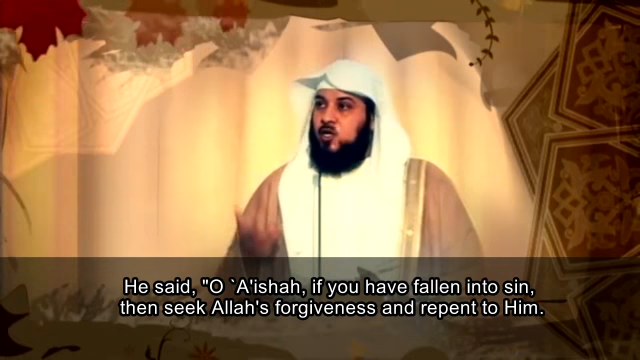 He said, "O `A'ishah, if you have fallen into sin,
then seek Allah's forgiveness and repent to Him.